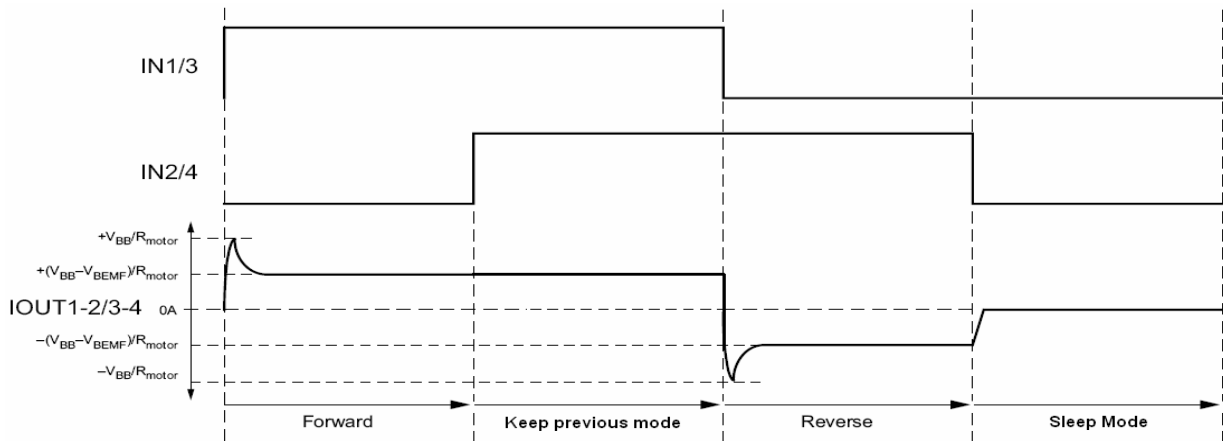 IN1/3
IN2/4
+VBB/Rmotor
+(VBB–VBEMF)/Rmotor
IOUT1-2/3-4 0A
–(VBB–VBEMF)/Rmotor
–VBB/Rmotor
Forward Keep previous mode Reverse Sleep Mode